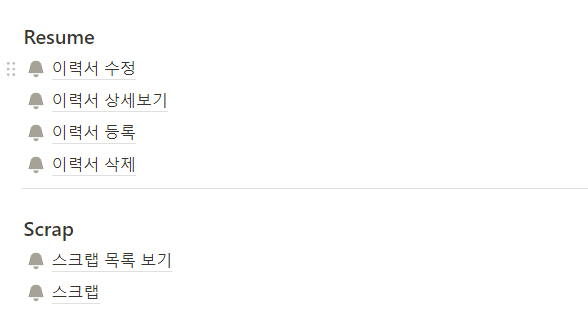 Resume
이력서 수정
이력서 상세보기
이력서 등록
이력서 삭제
Scrap
스크랩 목록 보기
스크랩